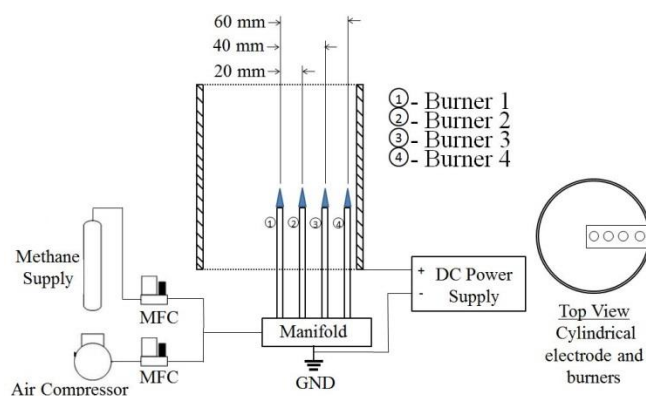 60 mm
40 mm
20 mm
①- Burner 1
②- Burner 2
③- Burner 3
④- Burner 4
① ② ③ ④
Methane
Supply
MFC
Air Compressor
MFC
Manifold
GND
+
-
DC Power
Supply
Top View
Cylindrical
electrode and
burners